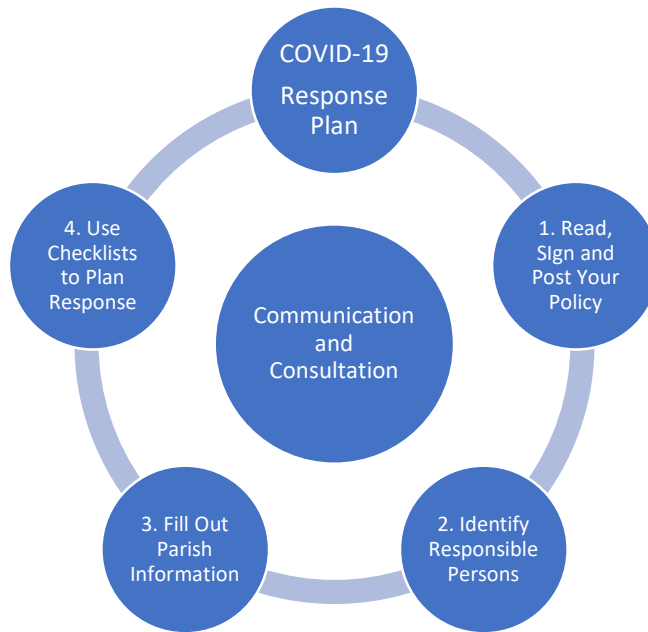 COVID-19
Response
Plan
1. Read,
SIgn and
Post Your
Policy
2. Identify
Responsible
Persons
3. Fill Out
Parish
Information
4. Use
Checklists
to Plan
Response
Communication
and
Consultation